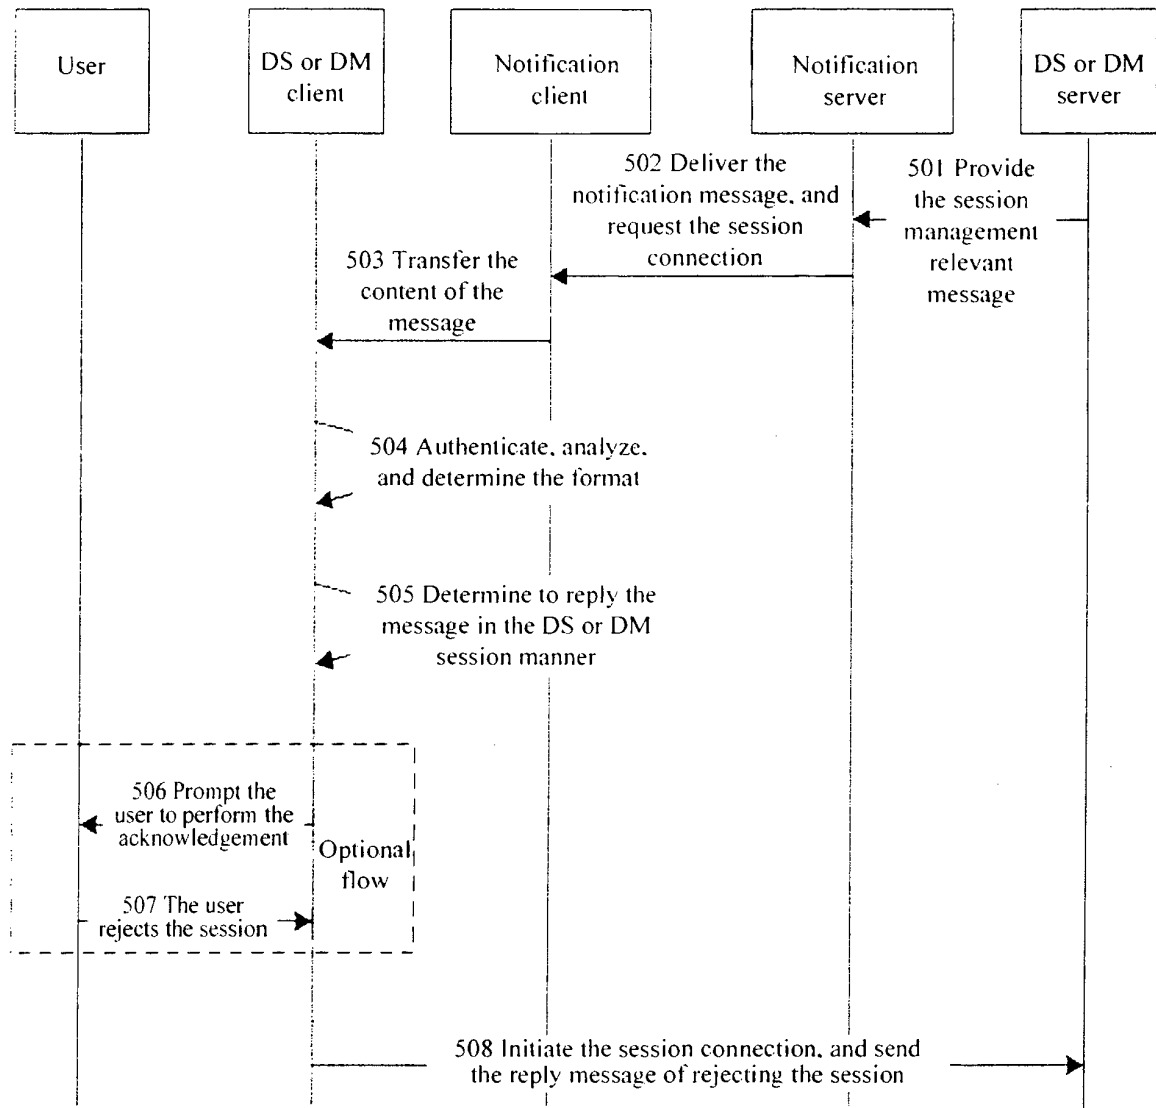 User
DS or DM
client
Notification
client
Notification
server
DS or DM
server
501 Provide
the session
management
relevant
message
502 Deliver the
notification message, and
request the session
connection
503 Transfer the
content of the
message
504 Authenticate, analyze,
and determine the format
505 Determine to reply the
message in the DS or DM
session manner
506 Prompt the
user to perform the
acknowledgement
Optional
flow
507 The user
rejects the session
508 Initiate the session connection, and send
the reply message of rejecting the session